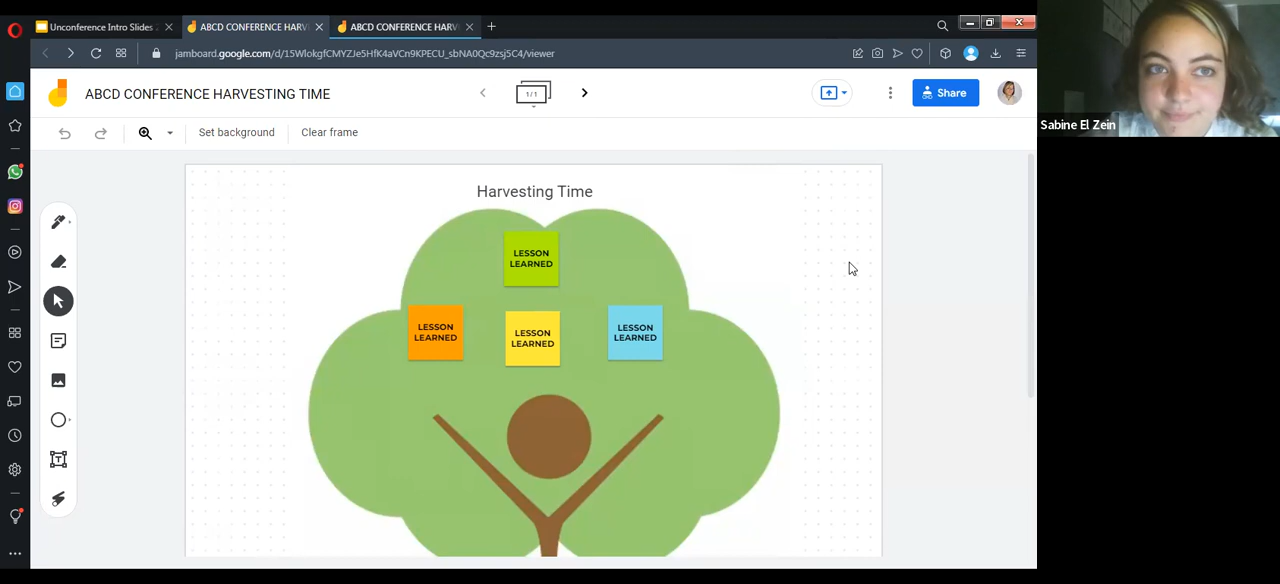 Unconference Intro Slides
ABCD CONFERENCE HARV
ABCD CONFERENCE HARV
jamboard.google.com/d/15WlokgfCMYZJe5HfK4aVCn9KPECU_sbNA0Qc9zsj5C4/viewer
ABCD CONFERENCE HARVESTING TIME
1/1
Share
Set background
Clear frame
Harvesting Time
LESSON
LEARNED
LESSON
LEARNED
LESSON
LEARNED
LESSON
LEARNED
Sabine El Zein